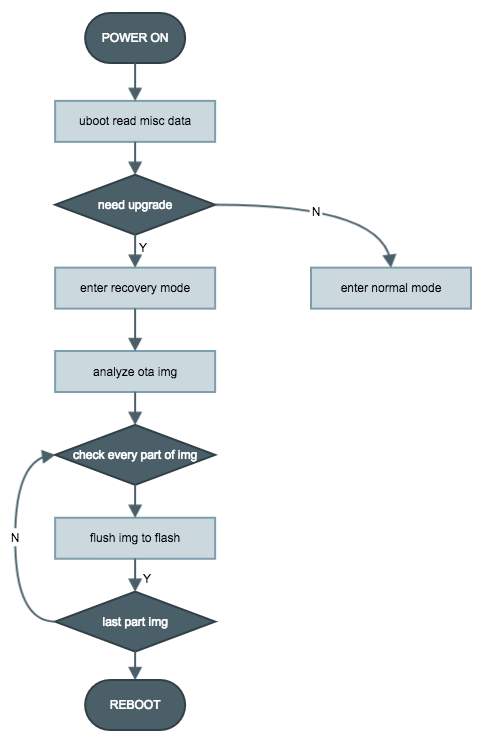 POWER ON
uboot read misc data
need upgrade
N
Y
enter recovery mode
enter normal mode
analyze ota img
check every part of img
N
flush img to flash
Y
last part img
REBOOT